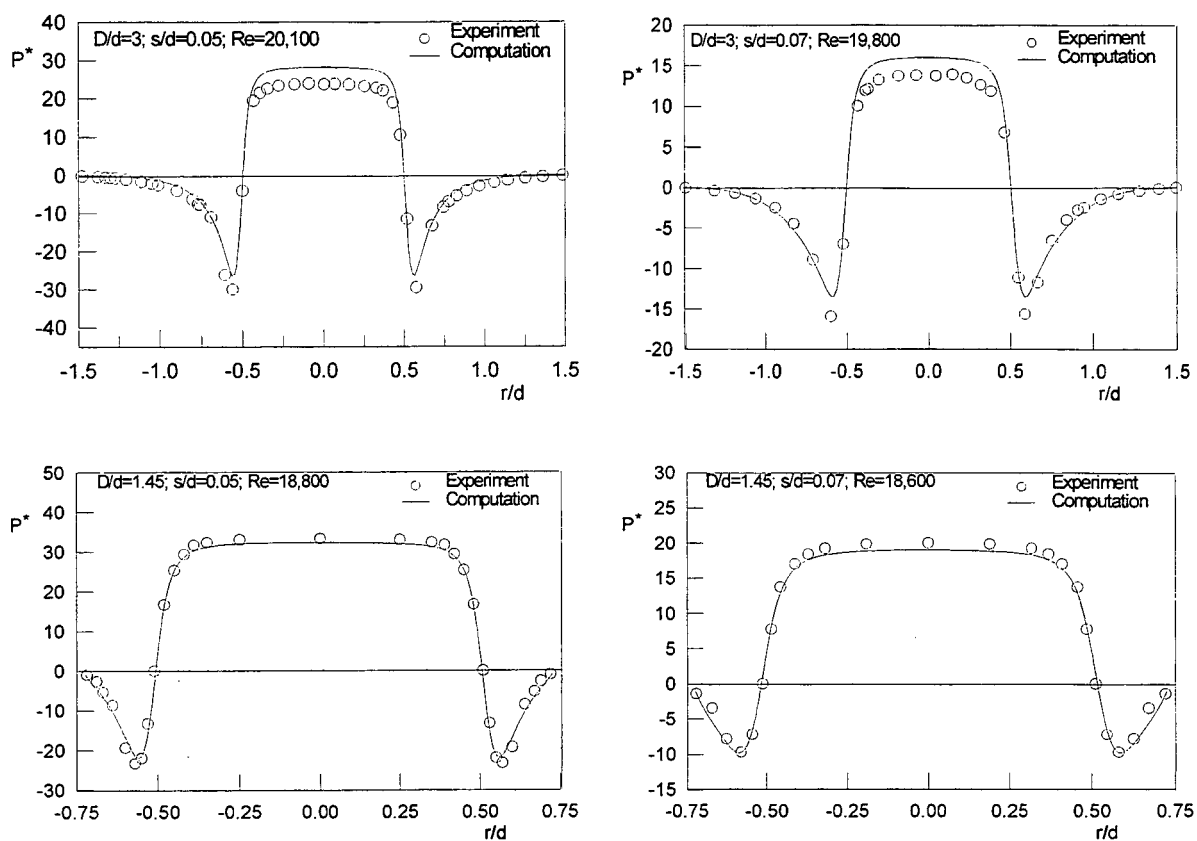 D/d=3; s/d=0.05; Re=20,100
Experiment
Computation
P*
40
30
20
10
0
-10
-20
-30
-40
-1.5 -1.0 -0.5 0.0 0.5 1.0 1.5
r/d
D/d=3; s/d=0.07; Re=19,800
Experiment
Computation
P*
20
15
10
5
0
-5
-10
-15
-20
-1.5 -1.0 -0.5 0.0 0.5 1.0 1.5
r/d
D/d=1.45; s/d=0.05; Re=18,800
Experiment
Computation
P*
50
40
30
20
10
0
-10
-20
-30
-0.75 -0.50 -0.25 0.00 0.25 0.50 0.75
r/d
D/d=1.45; s/d=0.07; Re=18,600
Experiment
Computation
P*
30
25
20
15
10
5
0
-5
-10
-15
-0.75 -0.50 -0.25 0.00 0.25 0.50 0.75
r/d